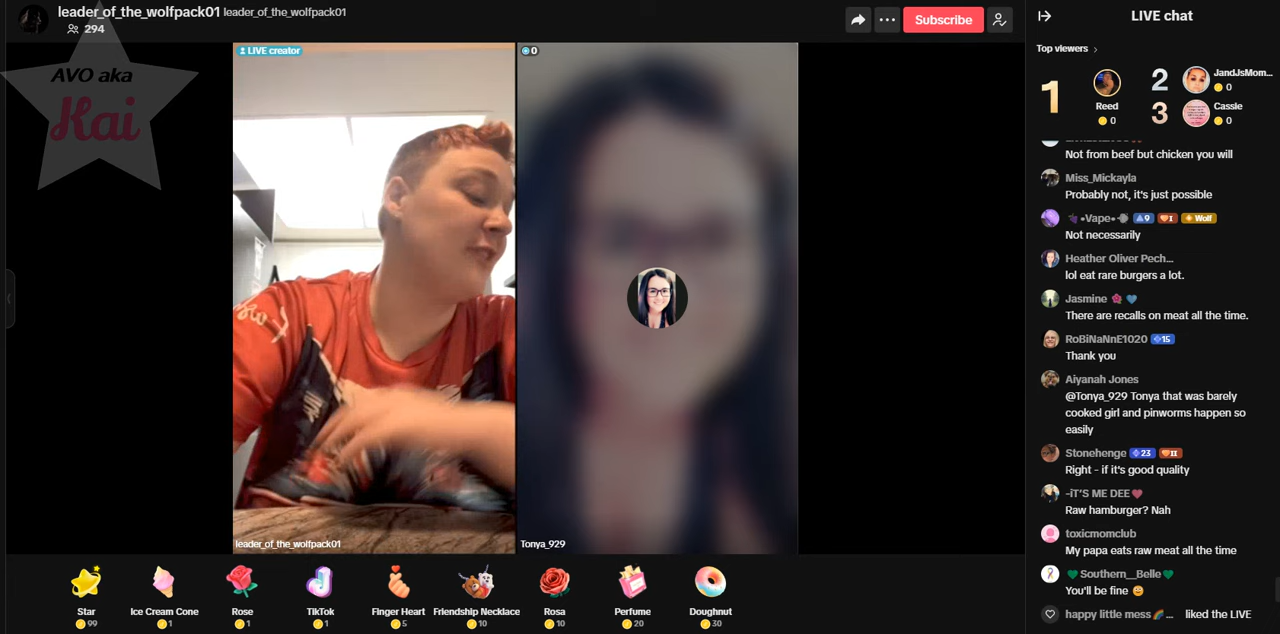 leader_of_the_wolfpack01 leader_of_the_wolfpack01
294
Subscribe
AVO aka
Kai
LIVE creator
0
leader_of_the_wolfpack01
Tonya_929
Star
99
Ice Cream Cone
1
Rose
1
TikTok
1
Finger Heart
5
Friendship Necklace
10
Rosa
10
Perfume
20
Doughnut
30
LIVE chat
Top viewers
1
Reed
0
2
JandJsMom...
0
3
Cassie
0
Not from beef but chicken you will
Miss_Mickayla
Probably not, it's just possible
•Vape• 9 I Wolf
Not necessarily
Heather Oliver Pech...
lol eat rare burgers a lot.
Jasmine
There are recalls on meat all the time.
RoBiNaNnE1020 15
Thank you
Aiyanah Jones
@Tonya_929 Tonya that was barely
cooked girl and pinworms happen so
easily
Stonehenge 23 II
Right - if it's good quality
-iT'S ME DEE
Raw hamburger? Nah
toxicmomclub
My papa eats raw meat all the time
Southern__Belle
You'll be fine
happy little mess ... liked the LIVE